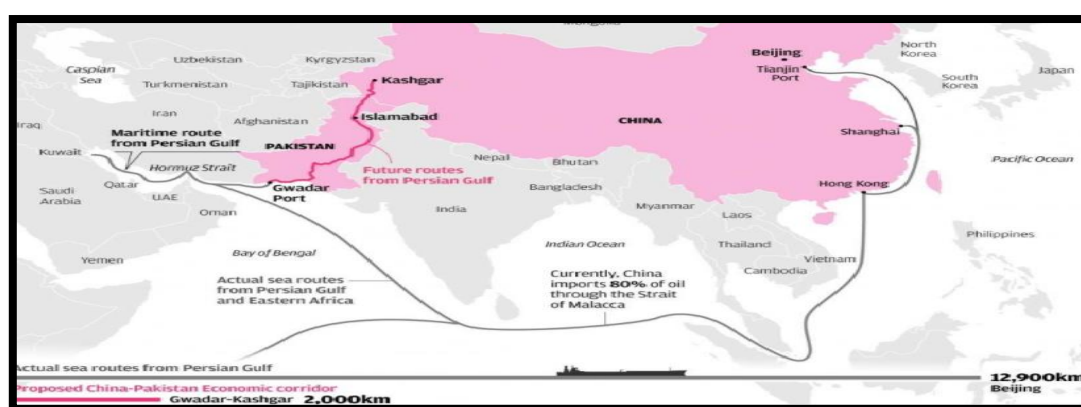 Mongolia
Caspian
Sea
Uzbekistan
Kyrgyzstan
Turkmenistan
Tajikistan
Kashgar
Beijing
Tianjin
Port
North
Korea
South
Korea
Japan
Iraq
Iran
Afghanistan
Islamabad
CHINA
Shanghai
Maritime route
from Persian Gulf
PAKISTAN
Kuwait
Hormuz Strait
Future routes
from Persian Gulf
Nepal
Bhutan
Pacific Ocean
Qatar
Saudi
Arabia
UAE
Gwadar
Port
Oman
India
Bangladesh
Myanmar
Hong Kong
Laos
Yemen
Bay of Bengal
Indian Ocean
Thailand
Vietnam
Cambodia
Philippines
Actual sea routes
from Persian Gulf
and Eastern Africa
Currently, China
imports 80% of oil
through the Strait
of Malacca
Actual sea routes from Persian Gulf
12,900km
Beijing
Proposed China-Pakistan Economic corridor
Gwadar-Kashgar 2,000km